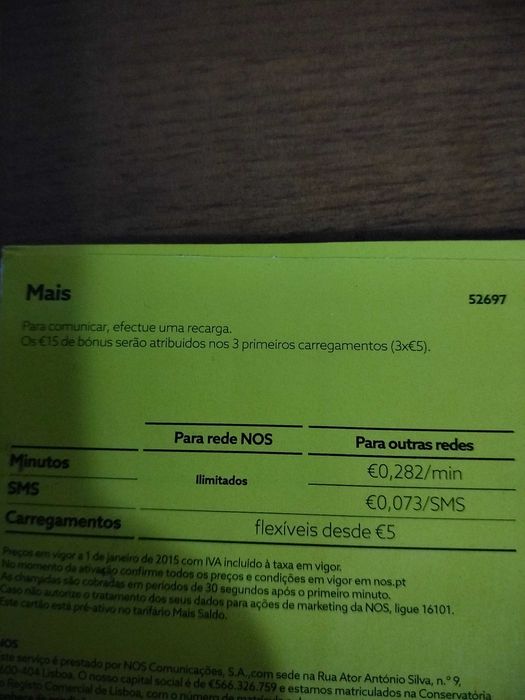 Mais
52697
Para comunicar, efectue uma recarga.
Os €15 de bónus serão atribuidos nos 3 primeiros carregamentos (3x€5).
Para rede NOS
Para outras redes
Minutos
Ilimitados
€0,282/min
SMS
€0,073/SMS
Carregamentos
flexíveis desde €5
Preços em vigor a 1 de janeiro de 2015 com IVA incluído à taxa em vigor.
No momento da ativação confirme todos os preços e condições em vigor em nos.pt
As chamadas são cobradas em períodos de 30 segundos após o primeiro minuto.
Caso não autorize o tratamento dos seus dados para ações de marketing da NOS, ligue 16101.
Este cartão está pré-ativo no tarifário Mais Saldo.
NOS
Este serviço é prestado por NOS Comunicações, S.A.,com sede na Rua Ator António Silva, n.º 9,
1600-404 Lisboa. O nosso capital social é de €566.326.759 e estamos matriculados na Conservatória
o Registo Comercial de Lisboa, com o número de